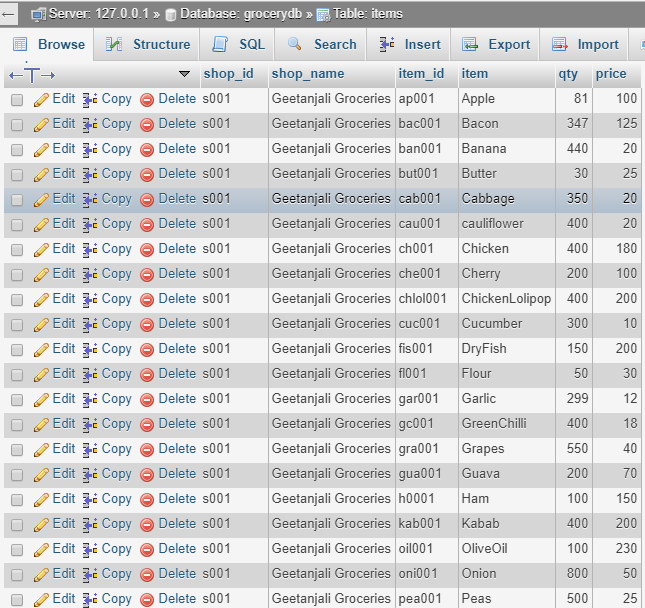 Server: 127.0.0.1 » Database: grocerydb » Table: items
Browse Structure SQL Search Insert Export Import
shop_id shop_name item_id item qty price
Edit Copy Delete s001 Geetanjali Groceries ap001 Apple 81 100
Edit Copy Delete s001 Geetanjali Groceries bac001 Bacon 347 125
Edit Copy Delete s001 Geetanjali Groceries ban001 Banana 440 20
Edit Copy Delete s001 Geetanjali Groceries but001 Butter 30 25
Edit Copy Delete s001 Geetanjali Groceries cab001 Cabbage 350 20
Edit Copy Delete s001 Geetanjali Groceries cau001 cauliflower 400 20
Edit Copy Delete s001 Geetanjali Groceries ch001 Chicken 400 180
Edit Copy Delete s001 Geetanjali Groceries che001 Cherry 200 100
Edit Copy Delete s001 Geetanjali Groceries chlol001 ChickenLolipop 400 200
Edit Copy Delete s001 Geetanjali Groceries cuc001 Cucumber 300 10
Edit Copy Delete s001 Geetanjali Groceries fis001 DryFish 150 200
Edit Copy Delete s001 Geetanjali Groceries fl001 Flour 50 30
Edit Copy Delete s001 Geetanjali Groceries gar001 Garlic 299 12
Edit Copy Delete s001 Geetanjali Groceries gc001 GreenChilli 400 18
Edit Copy Delete s001 Geetanjali Groceries gra001 Grapes 550 40
Edit Copy Delete s001 Geetanjali Groceries gua001 Guava 200 70
Edit Copy Delete s001 Geetanjali Groceries h0001 Ham 100 150
Edit Copy Delete s001 Geetanjali Groceries kab001 Kabab 400 200
Edit Copy Delete s001 Geetanjali Groceries oil001 OliveOil 100 230
Edit Copy Delete s001 Geetanjali Groceries oni001 Onion 800 50
Edit Copy Delete s001 Geetanjali Groceries pea001 Peas 500 25